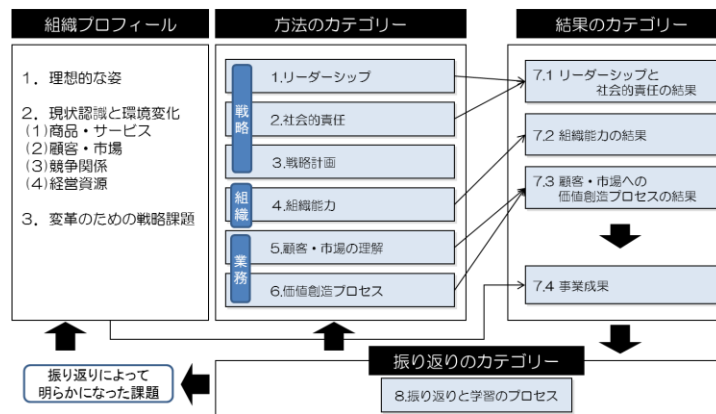 組織プロフィール
1. 理想的な姿
2. 現状認識と環境変化
(1)商品・サービス
(2)顧客・市場
(3)競争関係
(4)経営資源
3. 変革のための戦略課題
方法のカテゴリー
戦略
1.リーダーシップ
2.社会的責任
3.戦略計画
組織
4.組織能力
業務
5.顧客・市場の理解
6.価値創造プロセス
結果のカテゴリー
7.1 リーダーシップと
社会的責任の結果
7.2 組織能力の結果
7.3 顧客・市場への
価値創造プロセスの結果
7.4 事業成果
振り返りのカテゴリー
8.振り返りと学習のプロセス
振り返りによって
明らかになった課題